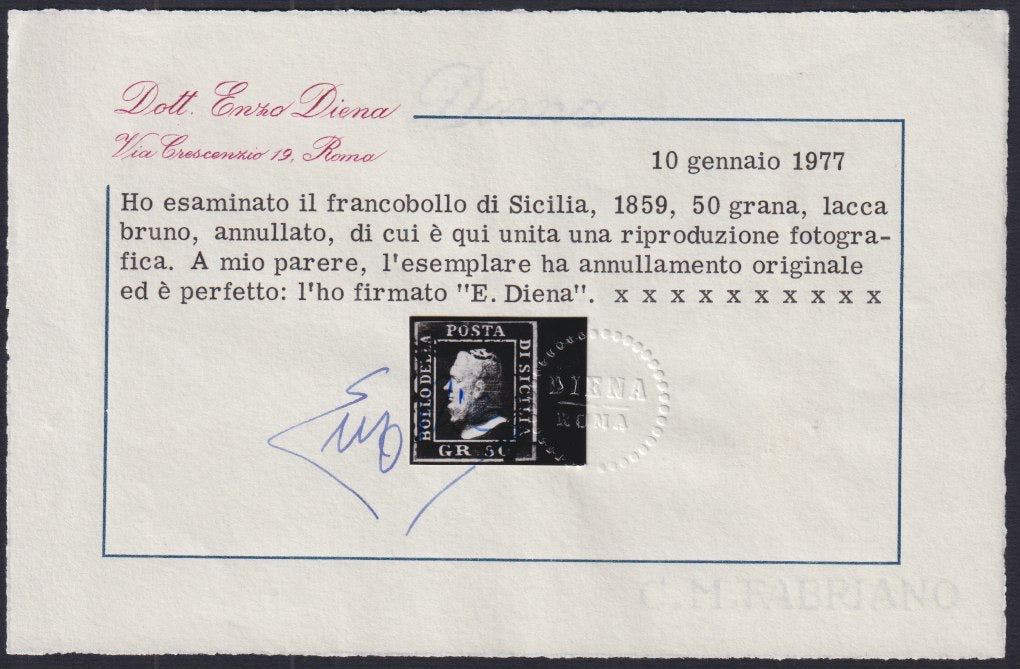 Diena
Dott. Enzo Diena
Via Crescenzio 19, Roma
10 gennaio 1977
Ho esaminato il francobollo di Sicilia, 1859, 50 grana, lacca
bruno, annullato, di cui è qui unita una riproduzione fotogra-
fica. A mio parere, l'esemplare ha annullamento originale
ed è perfetto: l'ho firmato "E. Diena". x x x x x x x x x x
POSTA
BOLLO DELLA
DI SICILIA
GR. 50
DIENA
ROMA
C. M. FABRIANO